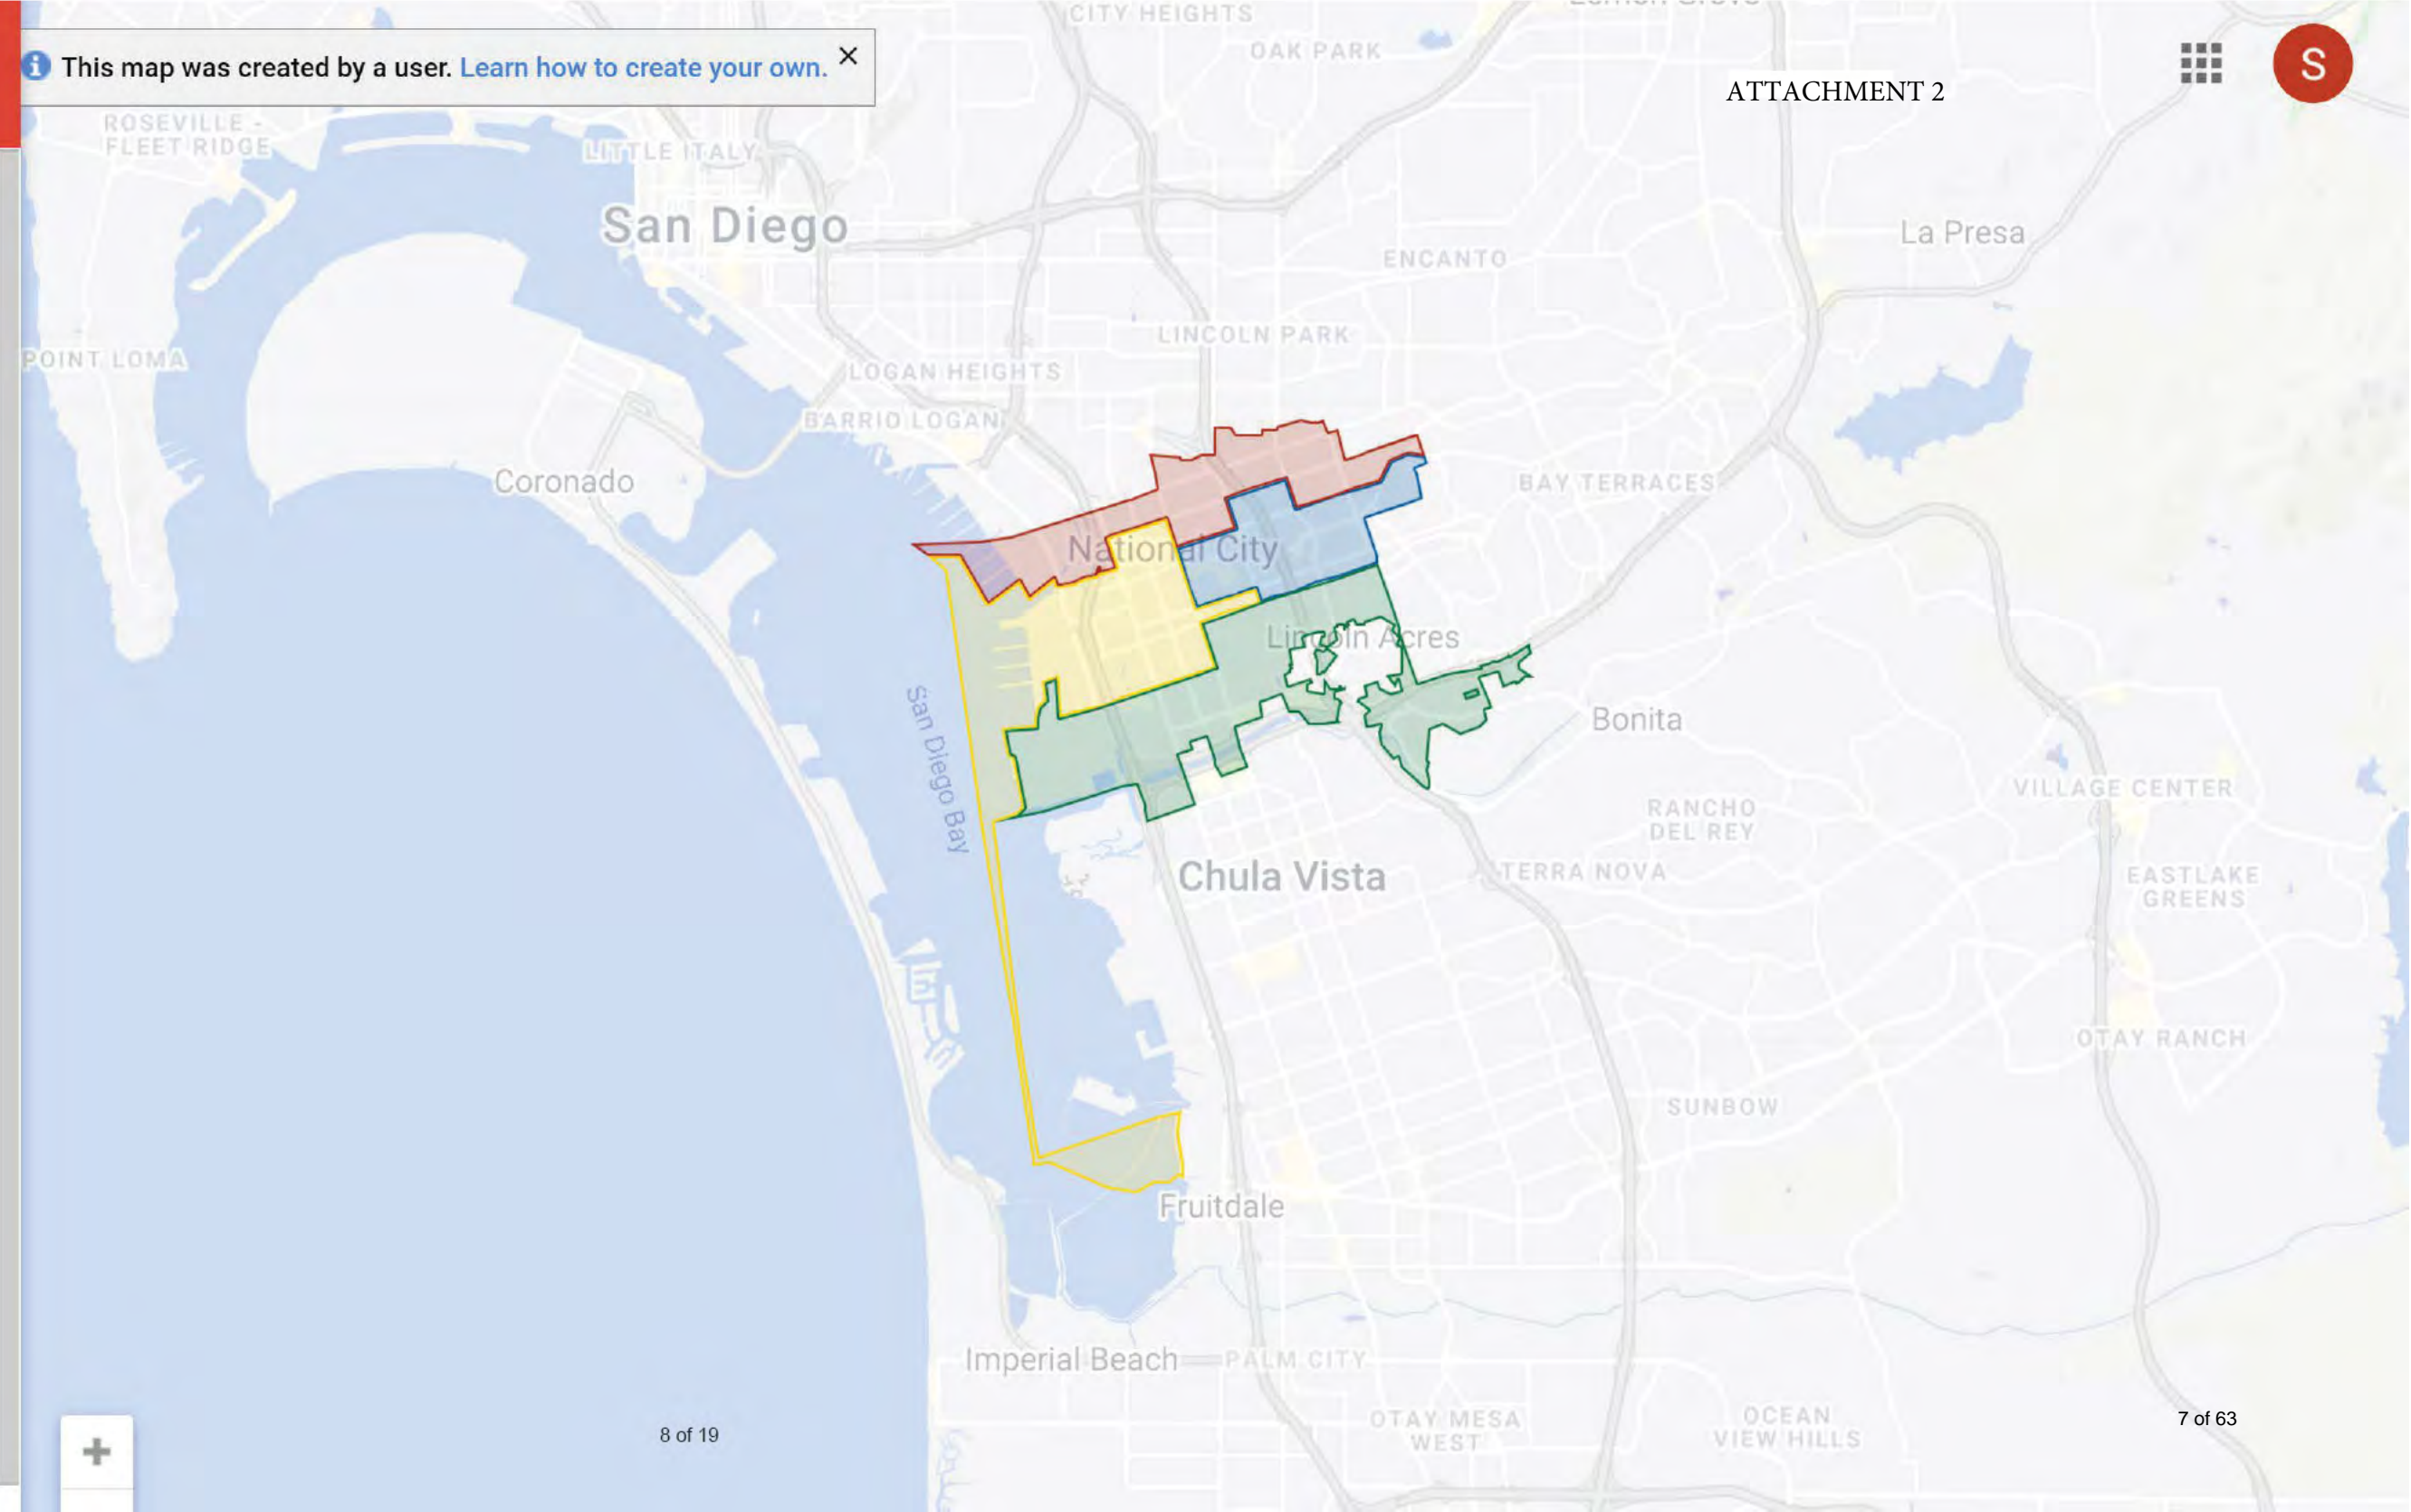 CITY HEIGHTS
OAK PARK
This map was created by a user. Learn how to create your own.
ATTACHMENT 2
S
ROSEVILLE -
FLEET RIDGE
LITTLE ITALY
San Diego
La Presa
ENCANTO
LINCOLN PARK
POINT LOMA
LOGAN HEIGHTS
BARRIO LOGAN
Coronado
BAY TERRACES
National City
Lincoln Acres
San Diego Bay
Bonita
VILLAGE CENTER
RANCHO
DEL REY
Chula Vista
TERRA NOVA
EASTLAKE
GREENS
OTAY RANCH
SUNBOW
Fruitdale
Imperial Beach
PALM CITY
OTAY MESA
WEST
OCEAN
VIEW HILLS
7 of 63
8 of 19